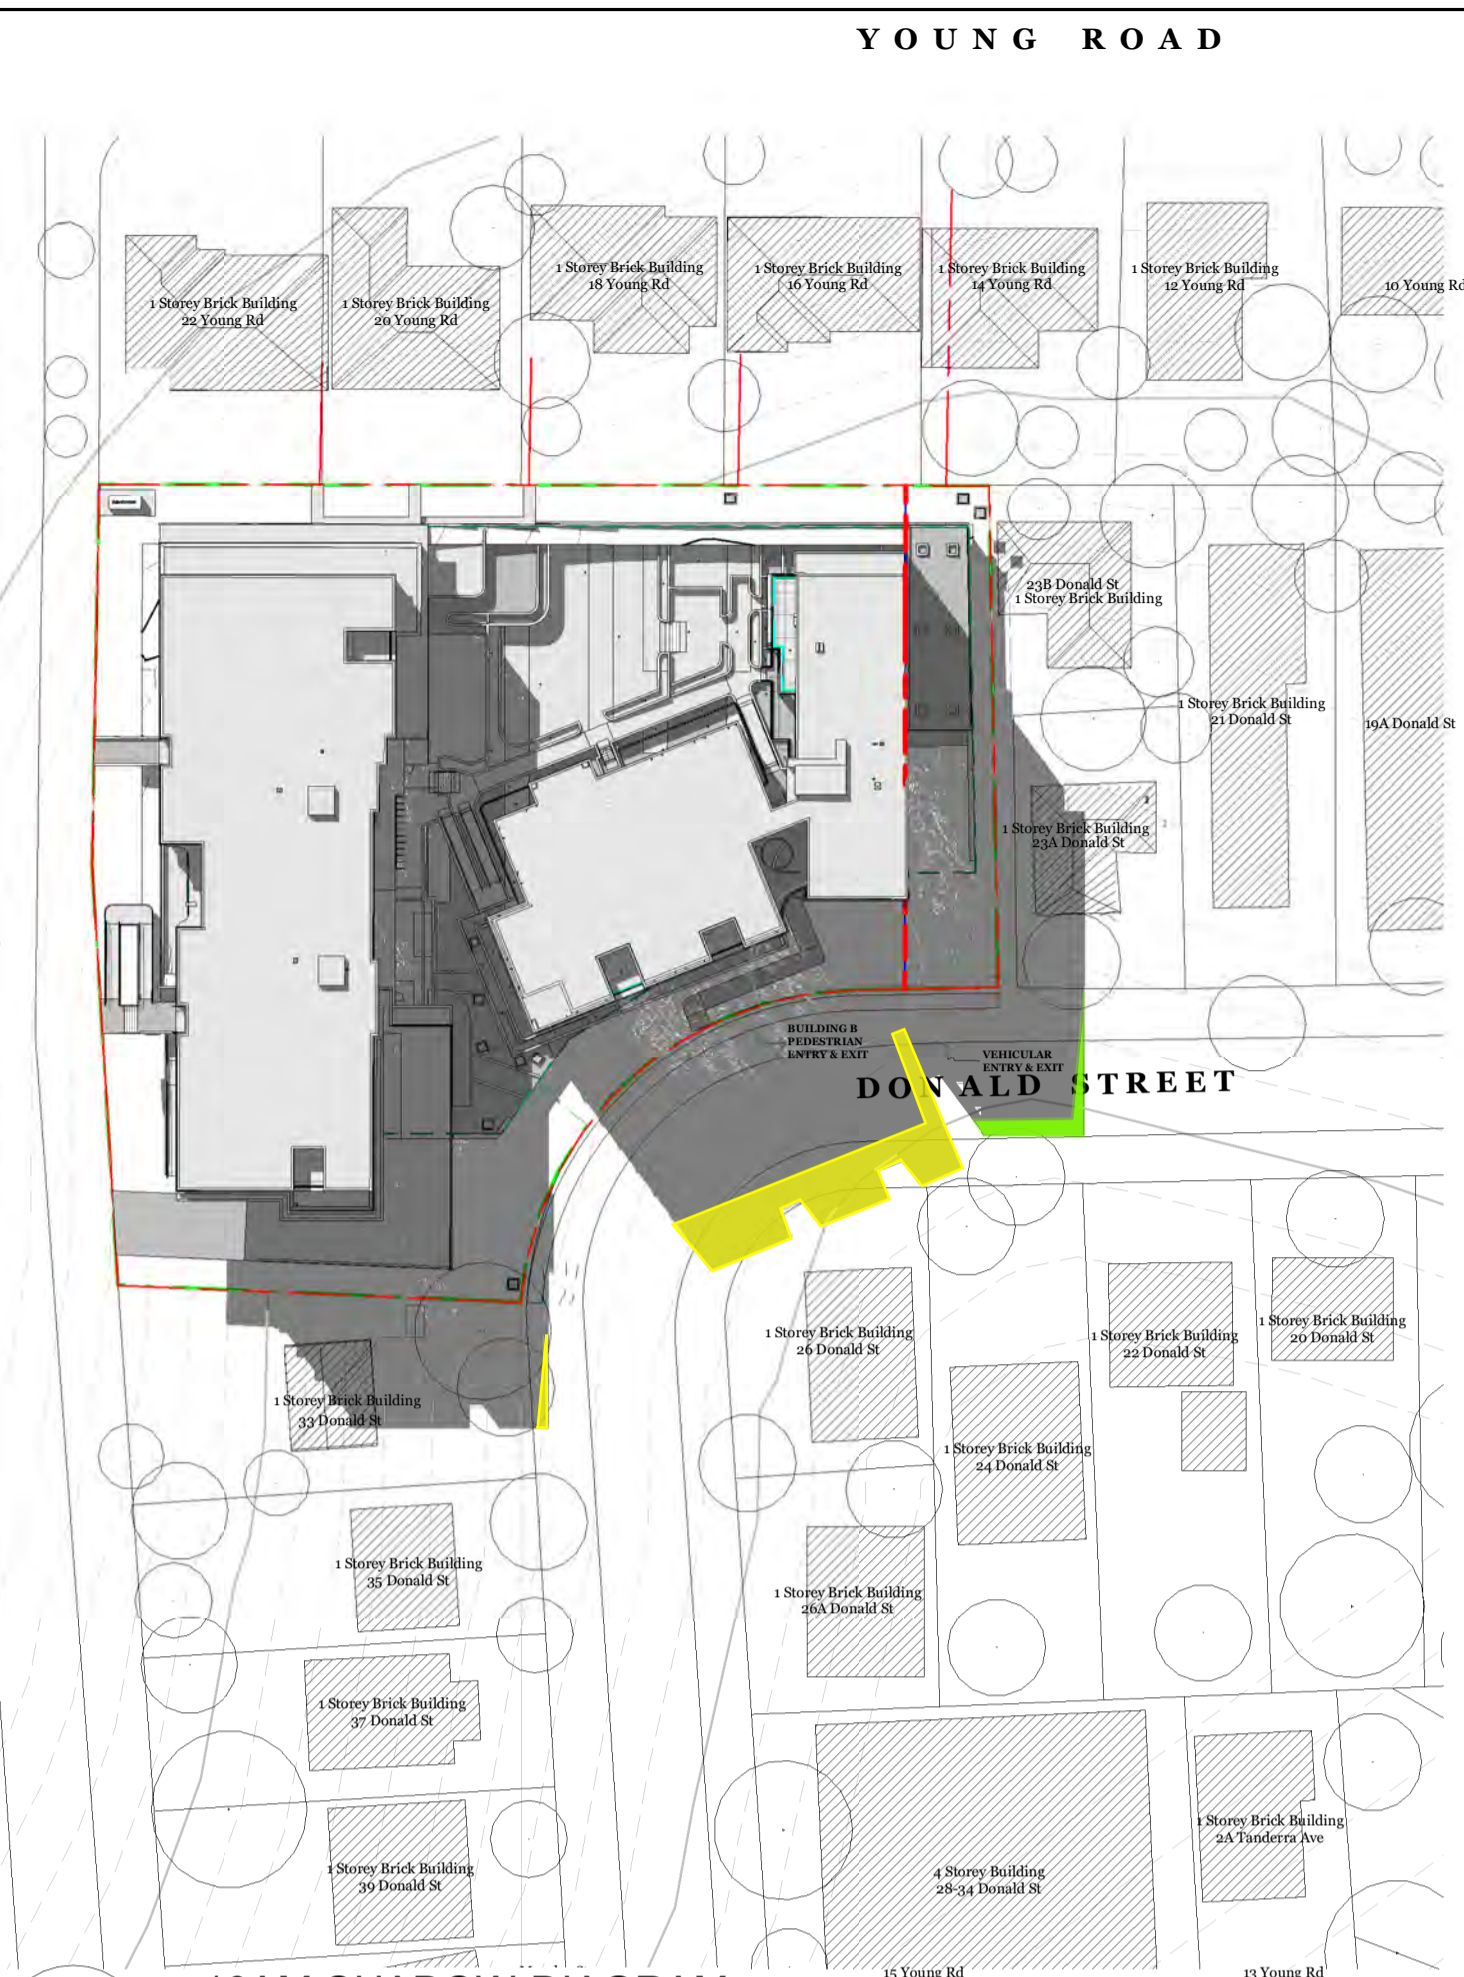 YOUNG ROAD
1 Storey Brick Building
22 Young Rd
1 Storey Brick Building
20 Young Rd
1 Storey Brick Building
18 Young Rd
1 Storey Brick Building
16 Young Rd
1 Storey Brick Building
14 Young Rd
1 Storey Brick Building
12 Young Rd
10 Young Rd
23B Donald St
1 Storey Brick Building
1 Storey Brick Building
21 Donald St
19A Donald St
1 Storey Brick Building
23A Donald St
BUILDING B
PEDESTRIAN
ENTRY & EXIT
VEHICULAR
ENTRY & EXIT
DONALD STREET
1 Storey Brick Building
26 Donald St
1 Storey Brick Building
22 Donald St
1 Storey Brick Building
20 Donald St
1 Storey Brick Building
33 Donald St
1 Storey Brick Building
24 Donald St
1 Storey Brick Building
35 Donald St
1 Storey Brick Building
26A Donald St
1 Storey Brick Building
37 Donald St
1 Storey Brick Building
39 Donald St
4 Storey Building
28-34 Donald St
1 Storey Brick Building
2A Tanderra Ave
15 Young Rd
13 Young Rd